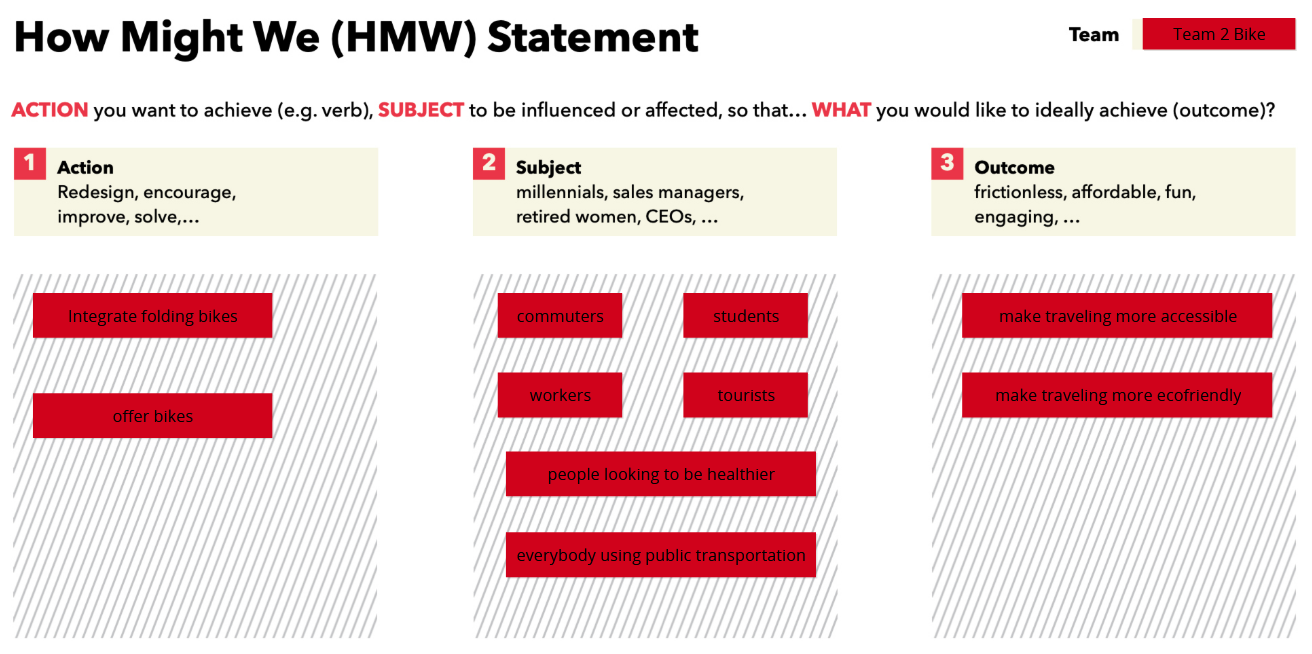 How Might We (HMW) Statement
Team
Team 2 Bike
ACTION you want to achieve (e.g. verb), SUBJECT to be influenced or affected, so that... WHAT you would like to ideally achieve (outcome)?
1
Action
Redesign, encourage,
improve, solve,...
2
Subject
millennials, sales managers,
retired women, CEOs, ...
3
Outcome
frictionless, affordable, fun,
engaging, ...
Integrate folding bikes
offer bikes
commuters
students
workers
tourists
people looking to be healthier
everybody using public transportation
make traveling more accessible
make traveling more ecofriendly